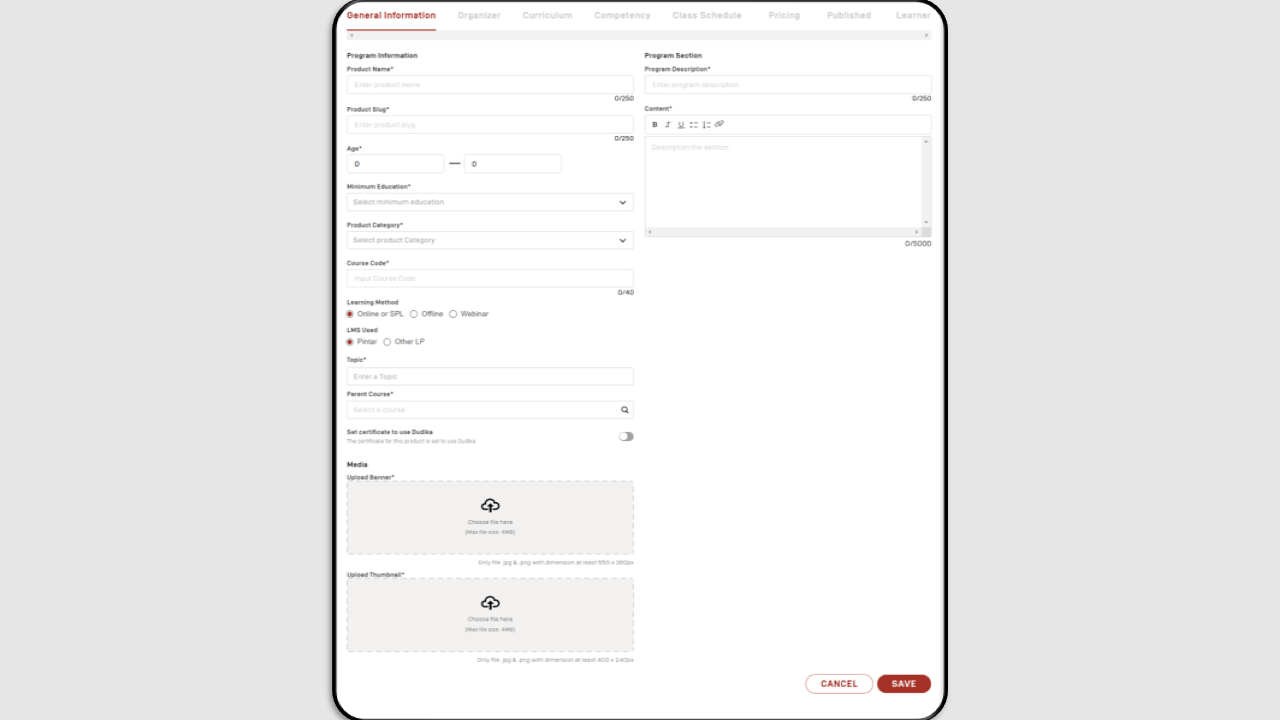 General Information Organizer Curriculum Competency Class Schedule Pricing Published Learner
Program Information
Product Name*
Enter product name
0/250
Product Slug*
Enter product slug
0/250
Age*
0 — 0
Minimum Education*
Select minimum education
Product Category*
Select product Category
Course Code*
Input Course Code
0/40
Learning Method
Online or SPL Offline Webinar
LMS Used
Pintar Other LP
Topic*
Enter a Topic
Parent Course*
Select a course
Set certificate to use Dudika
The certificate for this product is set to use Dudika
Media
Upload Banner*
Choose file here
(Max file size: 4MB)
Only file .jpg & .png with dimension at least 550 x 360px
Upload Thumbnail*
Choose file here
(Max file size: 4MB)
Only file .jpg & .png with dimension at least 400 x 240px
Program Section
Program Description*
Enter program description
0/250
Content*
B I U
Description the section
0/5000
CANCEL SAVE